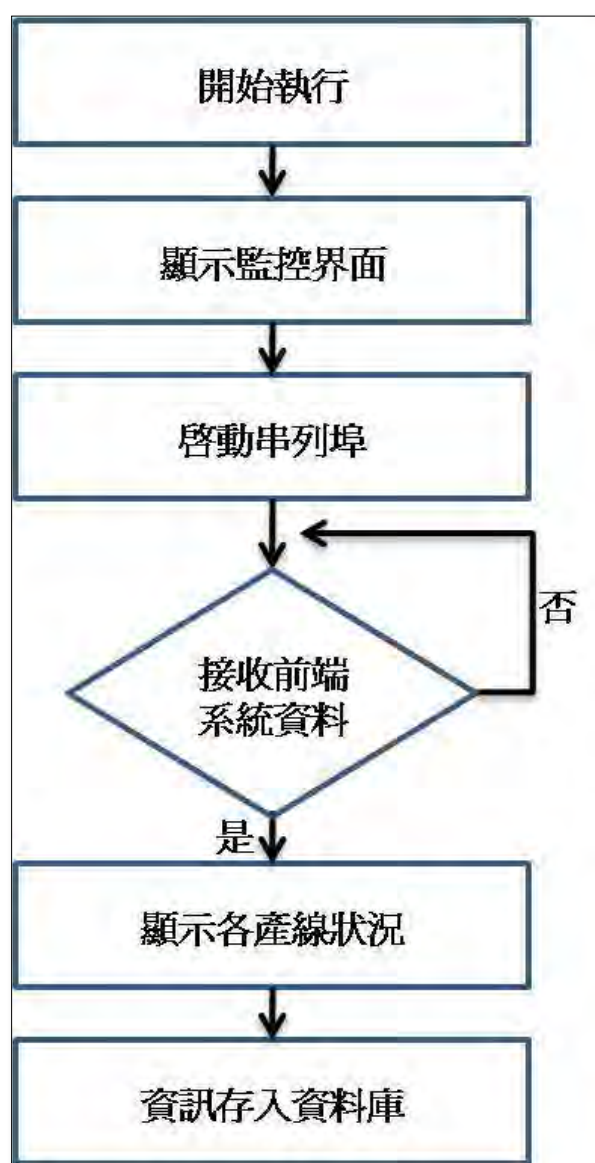 開始執行
顯示監控界面
啓動串列埠
否
接收前端
系統資料
是
顯示各產線狀況
資訊存入資料庫